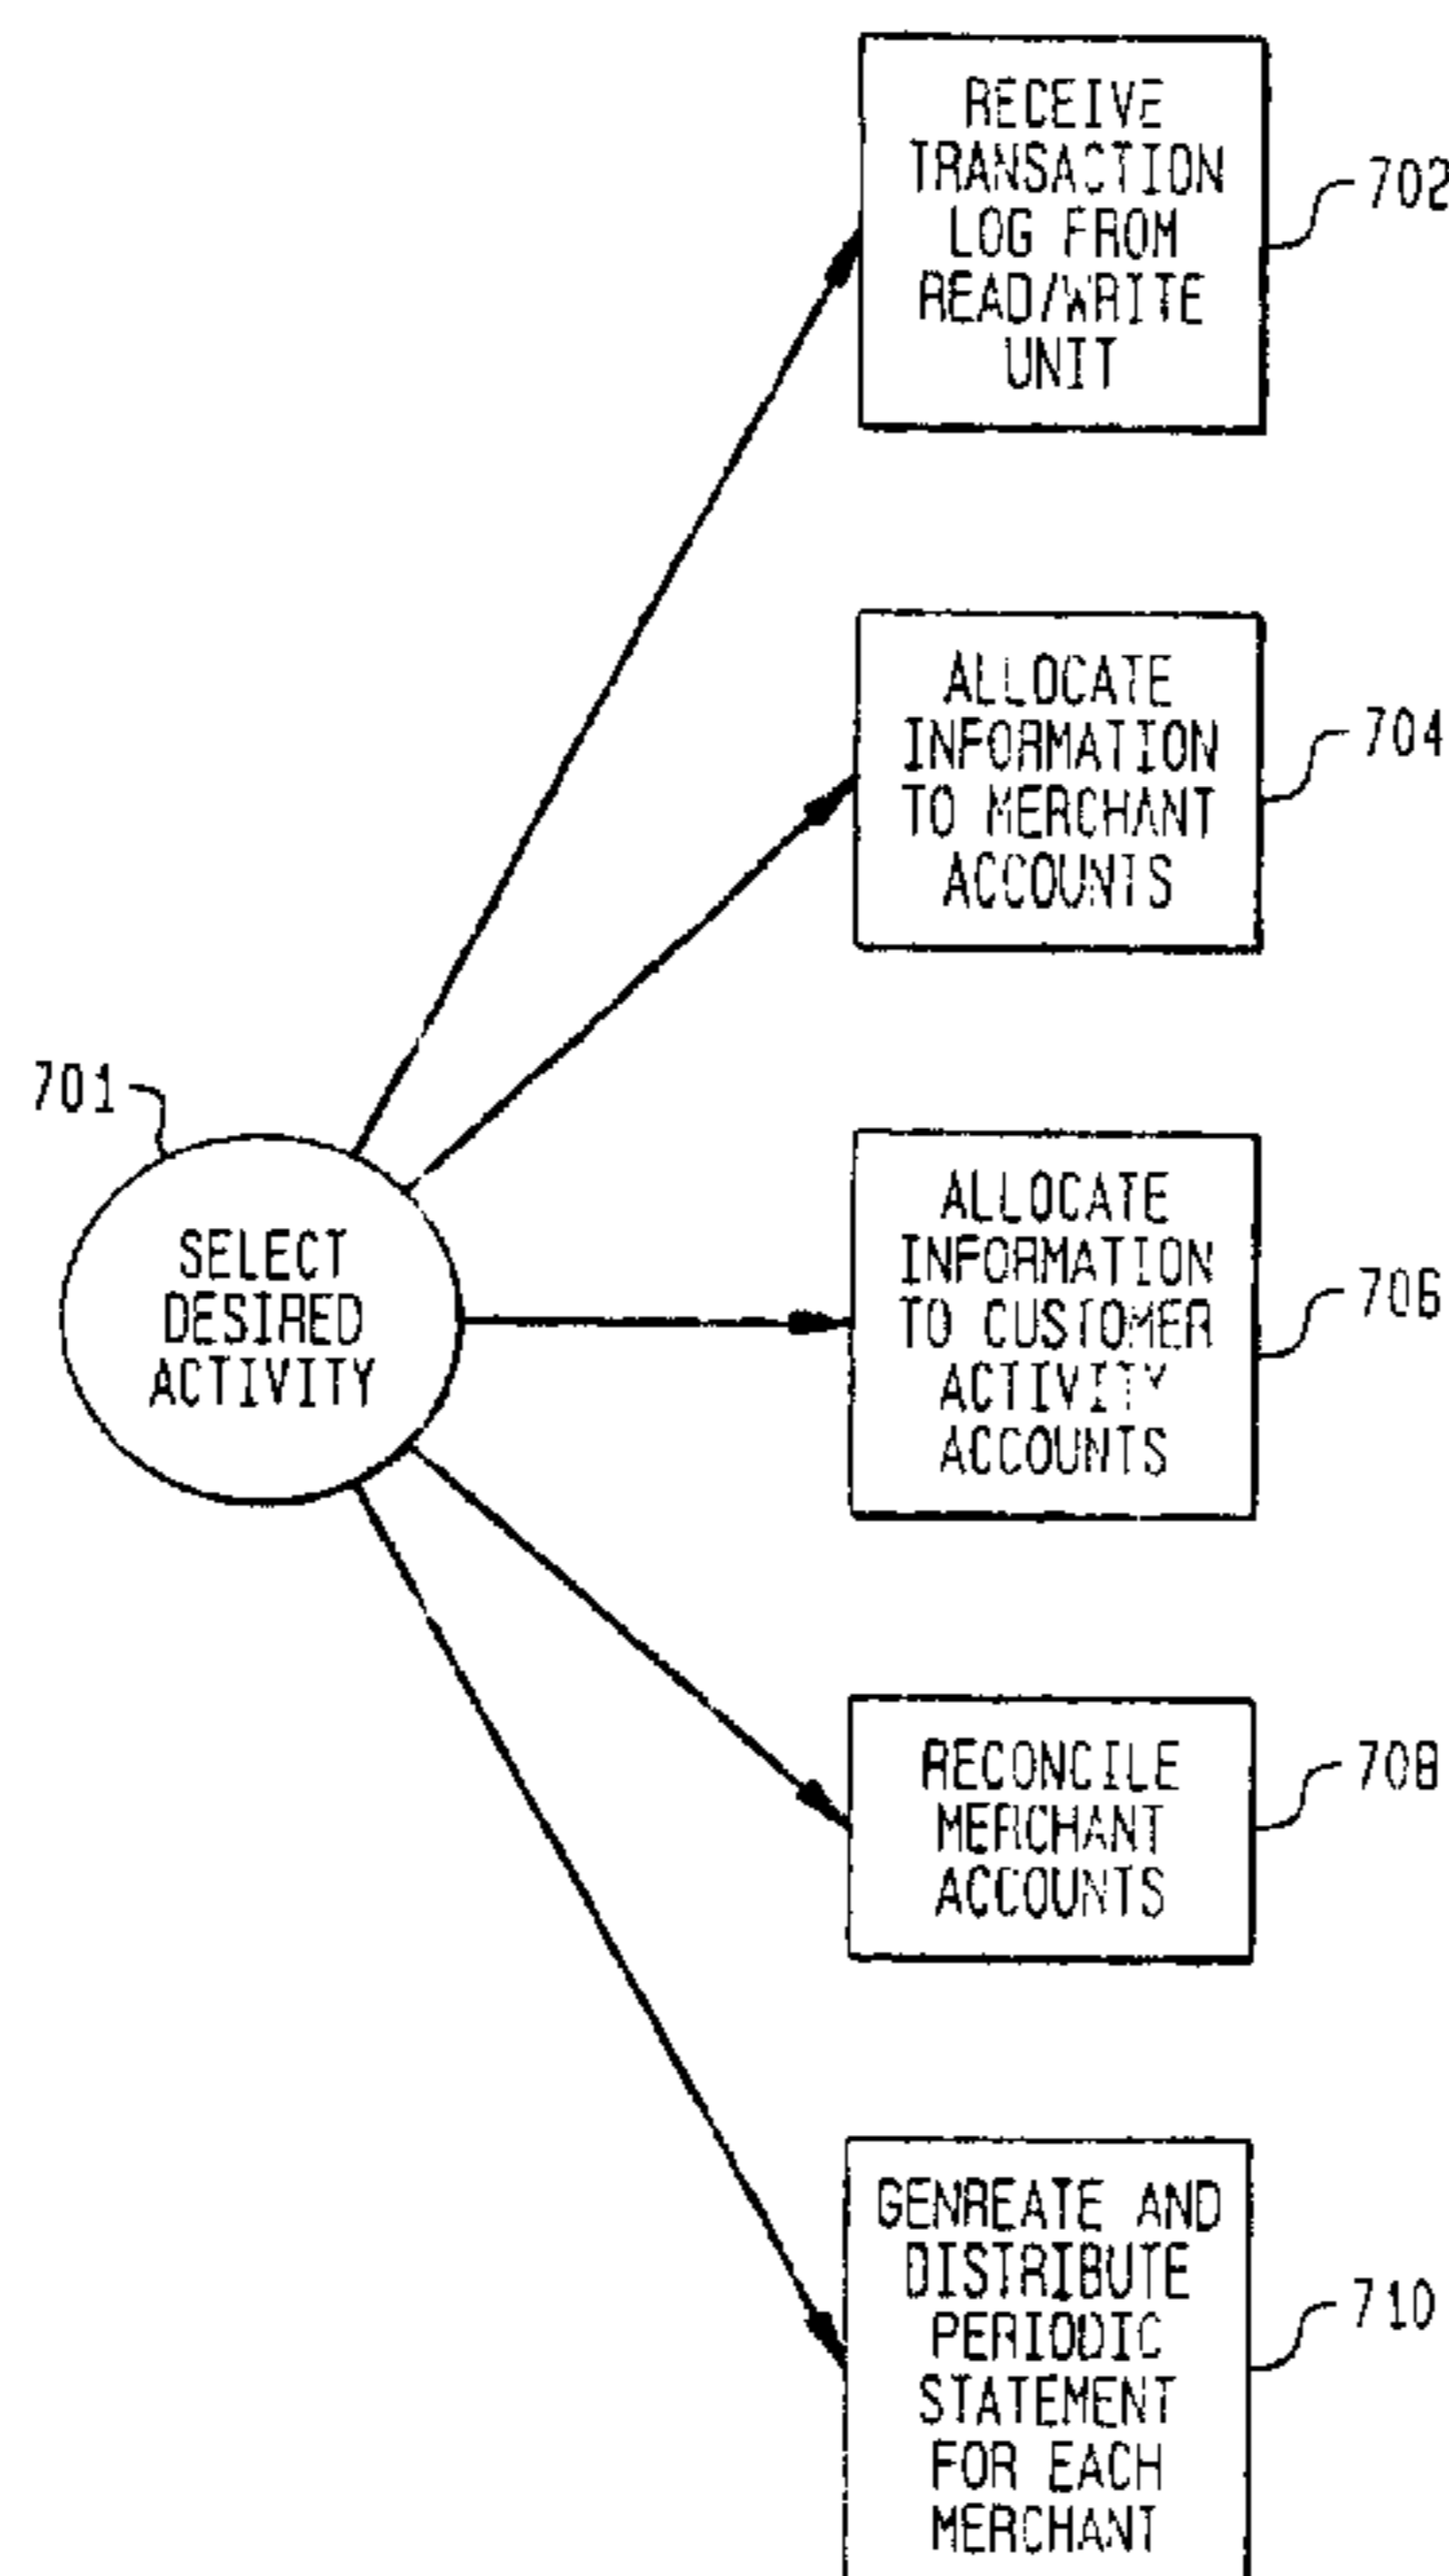 RECEIVE
TRANSACTION
LOG FROM
READ/WRITE
UNIT
702
ALLOCATE
INFORMATION
TO MERCHANT
ACCOUNTS
704
701
SELECT
DESIRED
ACTIVITY
ALLOCATE
INFORMATION
TO CUSTOMER
ACTIVITY
ACCOUNTS
706
RECONCILE
MERCHANT
ACCOUNTS
708
GENREATE AND
DISTRIBUTE
PERIODIC
STATEMENT
FOR EACH
MERCHANT
710